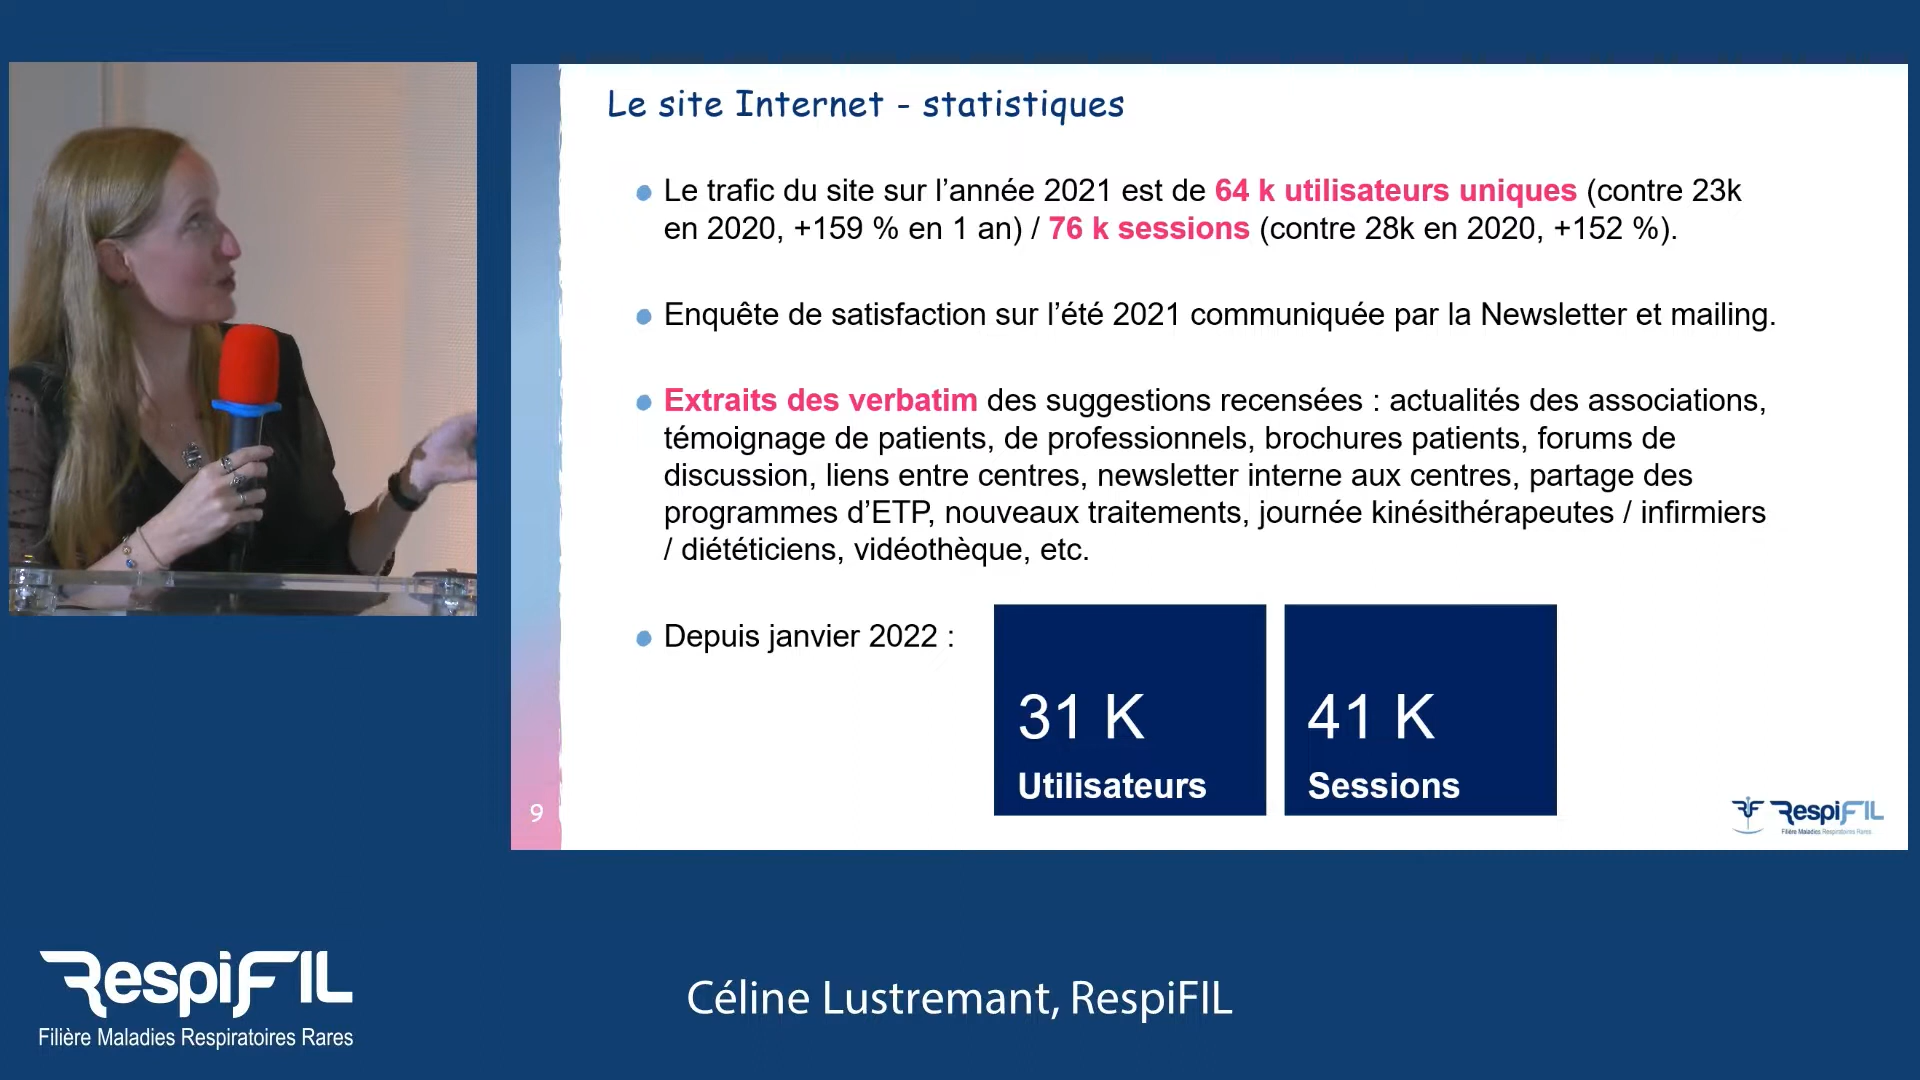 Le site Internet - statistiques
Le trafic du site sur l’année 2021 est de 64 k utilisateurs uniques (contre 23k
en 2020, +159 % en 1 an) / 76 k sessions (contre 28k en 2020, +152 %).
Enquête de satisfaction sur l’été 2021 communiquée par la Newsletter et mailing.
Extraits des verbatim des suggestions recensées : actualités des associations,
témoignage de patients, de professionnels, brochures patients, forums de
discussion, liens entre centres, newsletter interne aux centres, partage des
programmes d’ETP, nouveaux traitements, journée kinésithérapeutes / infirmiers
/ diététiciens, vidéothèque, etc.
Depuis janvier 2022 :
31 K
Utilisateurs
41 K
Sessions
9
RespiFIL
Filière Maladies Respiratoires Rares
RespiFIL
Filière Maladies Respiratoires Rares
Céline Lustremant, RespiFIL